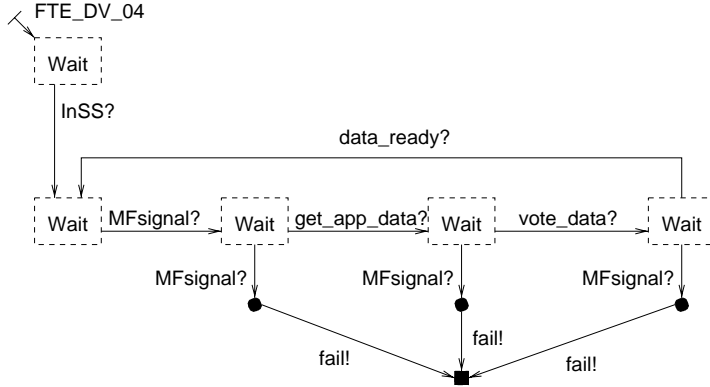 FTE_DV_04
Wait
InSS?
data_ready?
Wait
MFsignal?
Wait
get_app_data?
Wait
vote_data?
Wait
MFsignal?
MFsignal?
MFsignal?
fail!
fail!
fail!